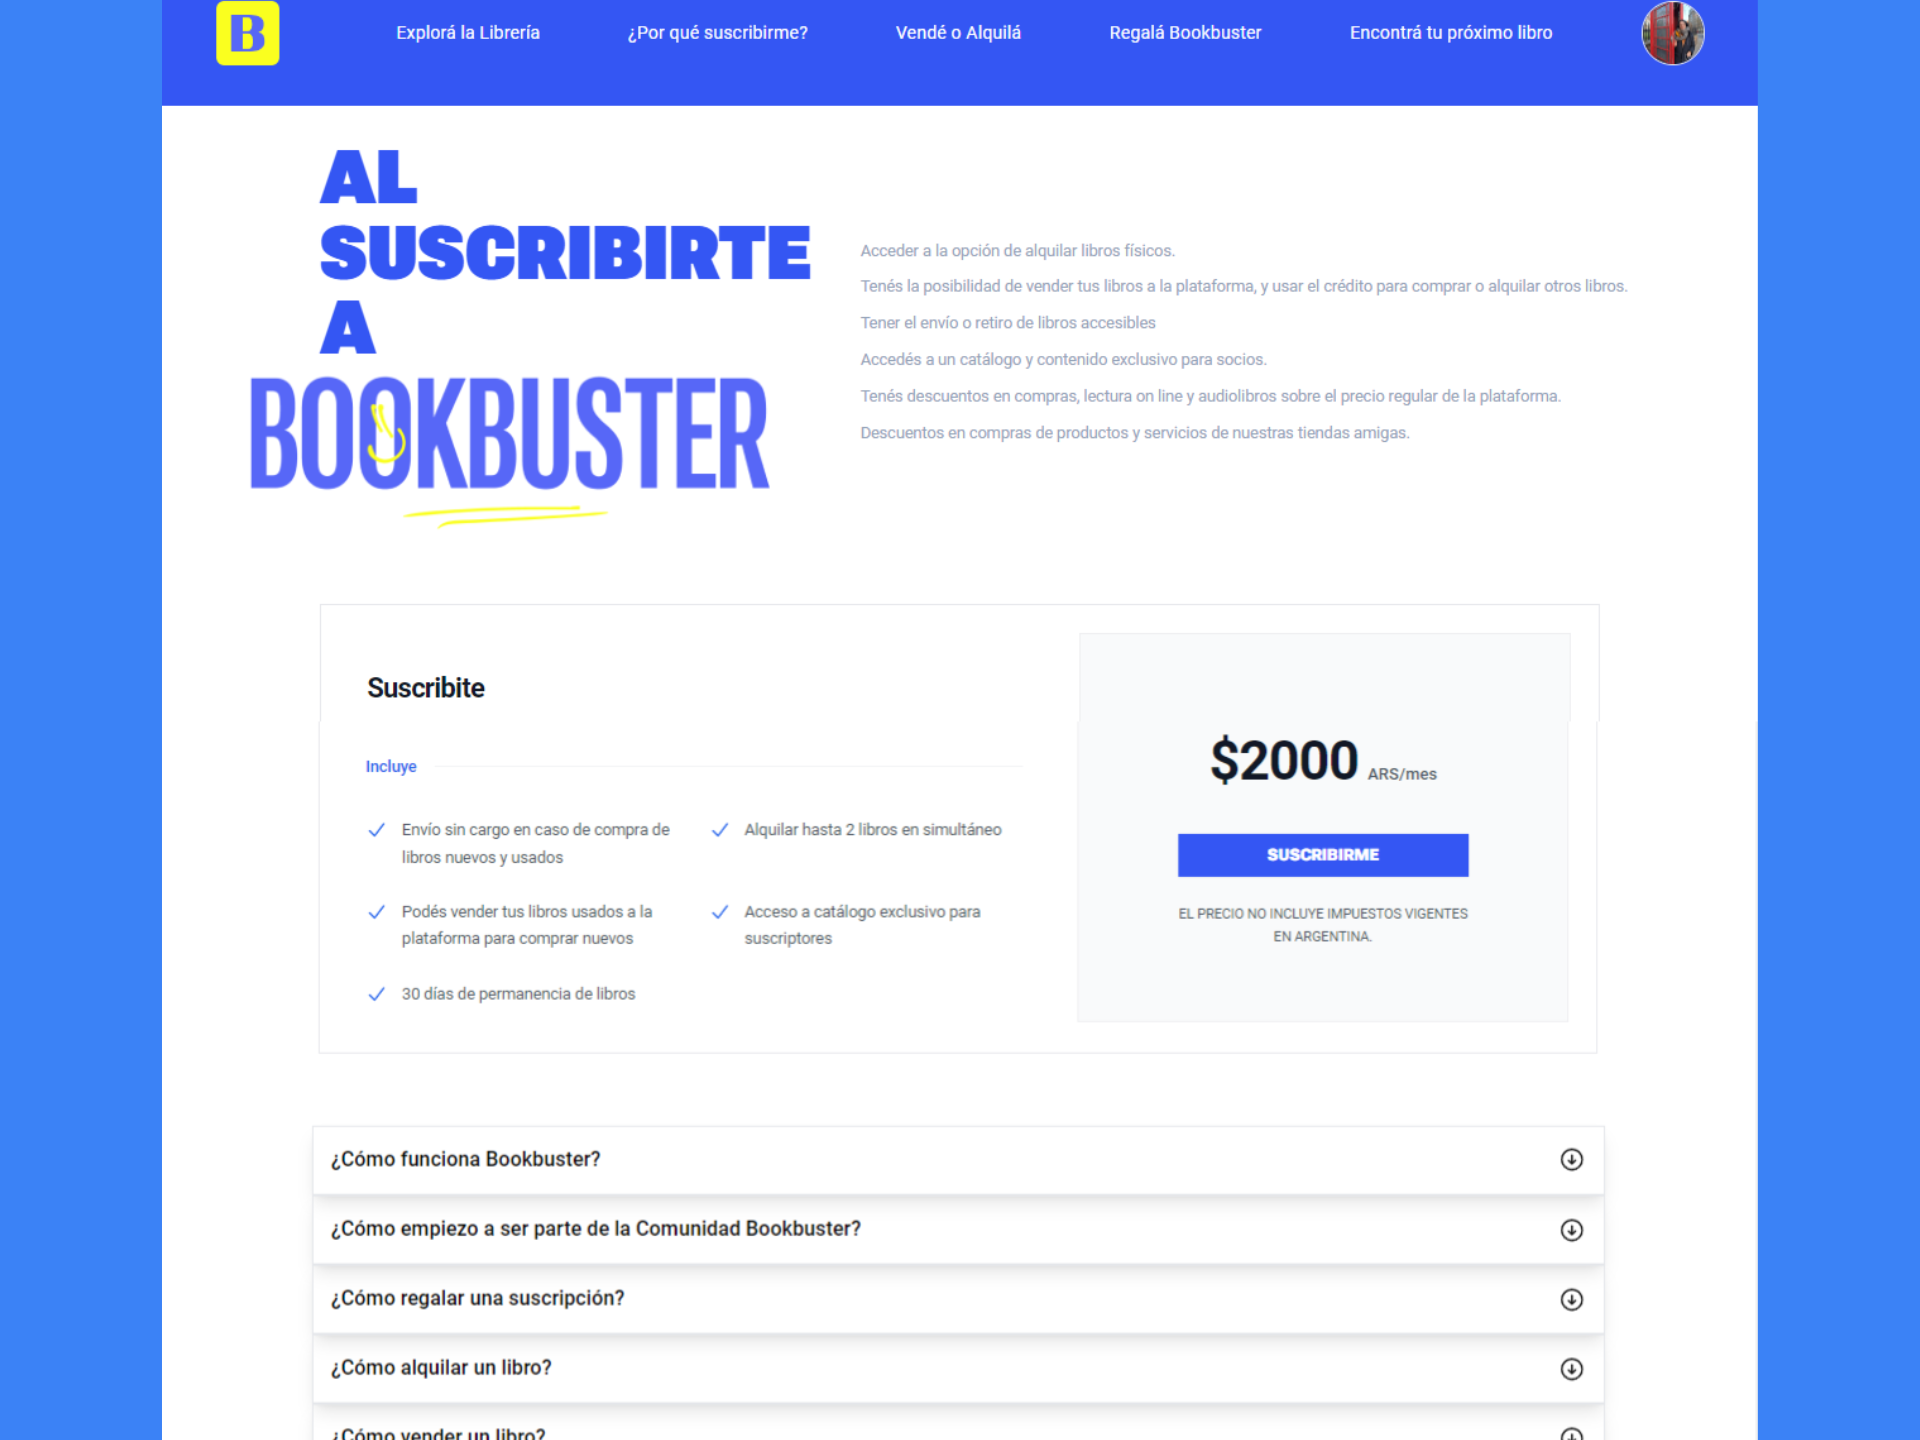 B
Explorá la Librería
¿Por qué suscribirme?
Vendé o Alquilá
Regalá Bookbuster
Encontrá tu próximo libro
AL
SUSCRIBIRTE
A
BOOKBUSTER
Acceder a la opción de alquilar libros físicos.
Tenés la posibilidad de vender tus libros a la plataforma, y usar el crédito para comprar o alquilar otros libros.
Tener el envío o retiro de libros accesibles
Accedés a un catálogo y contenido exclusivo para socios.
Tenés descuentos en compras, lectura on line y audiolibros sobre el precio regular de la plataforma.
Descuentos en compras de productos y servicios de nuestras tiendas amigas.
Suscribite
Incluye
Envío sin cargo en caso de compra de
libros nuevos y usados
Alquilar hasta 2 libros en simultáneo
Podés vender tus libros usados a la
plataforma para comprar nuevos
Acceso a catálogo exclusivo para
suscriptores
30 días de permanencia de libros
$2000 ARS/mes
SUSCRIBIRME
EL PRECIO NO INCLUYE IMPUESTOS VIGENTES
EN ARGENTINA.
¿Cómo funciona Bookbuster?
¿Cómo empiezo a ser parte de la Comunidad Bookbuster?
¿Cómo regalar una suscripción?
¿Cómo alquilar un libro?
¿Cómo vender un libro?